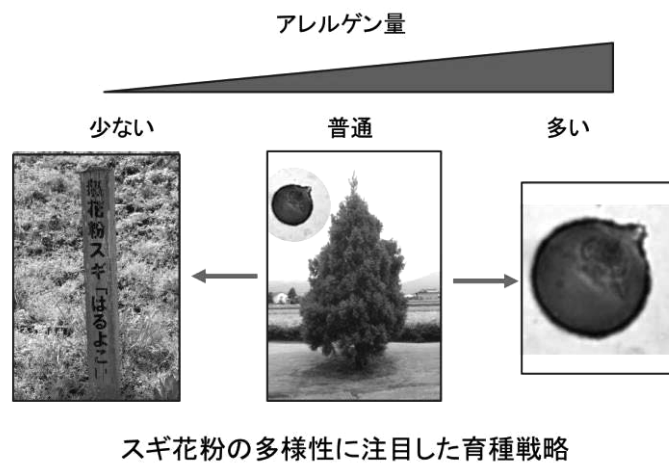 アレルゲン量
少ない
普通
多い
無花粉スギ「はるよこい
スギ花粉の多様性に注目した育種戦略